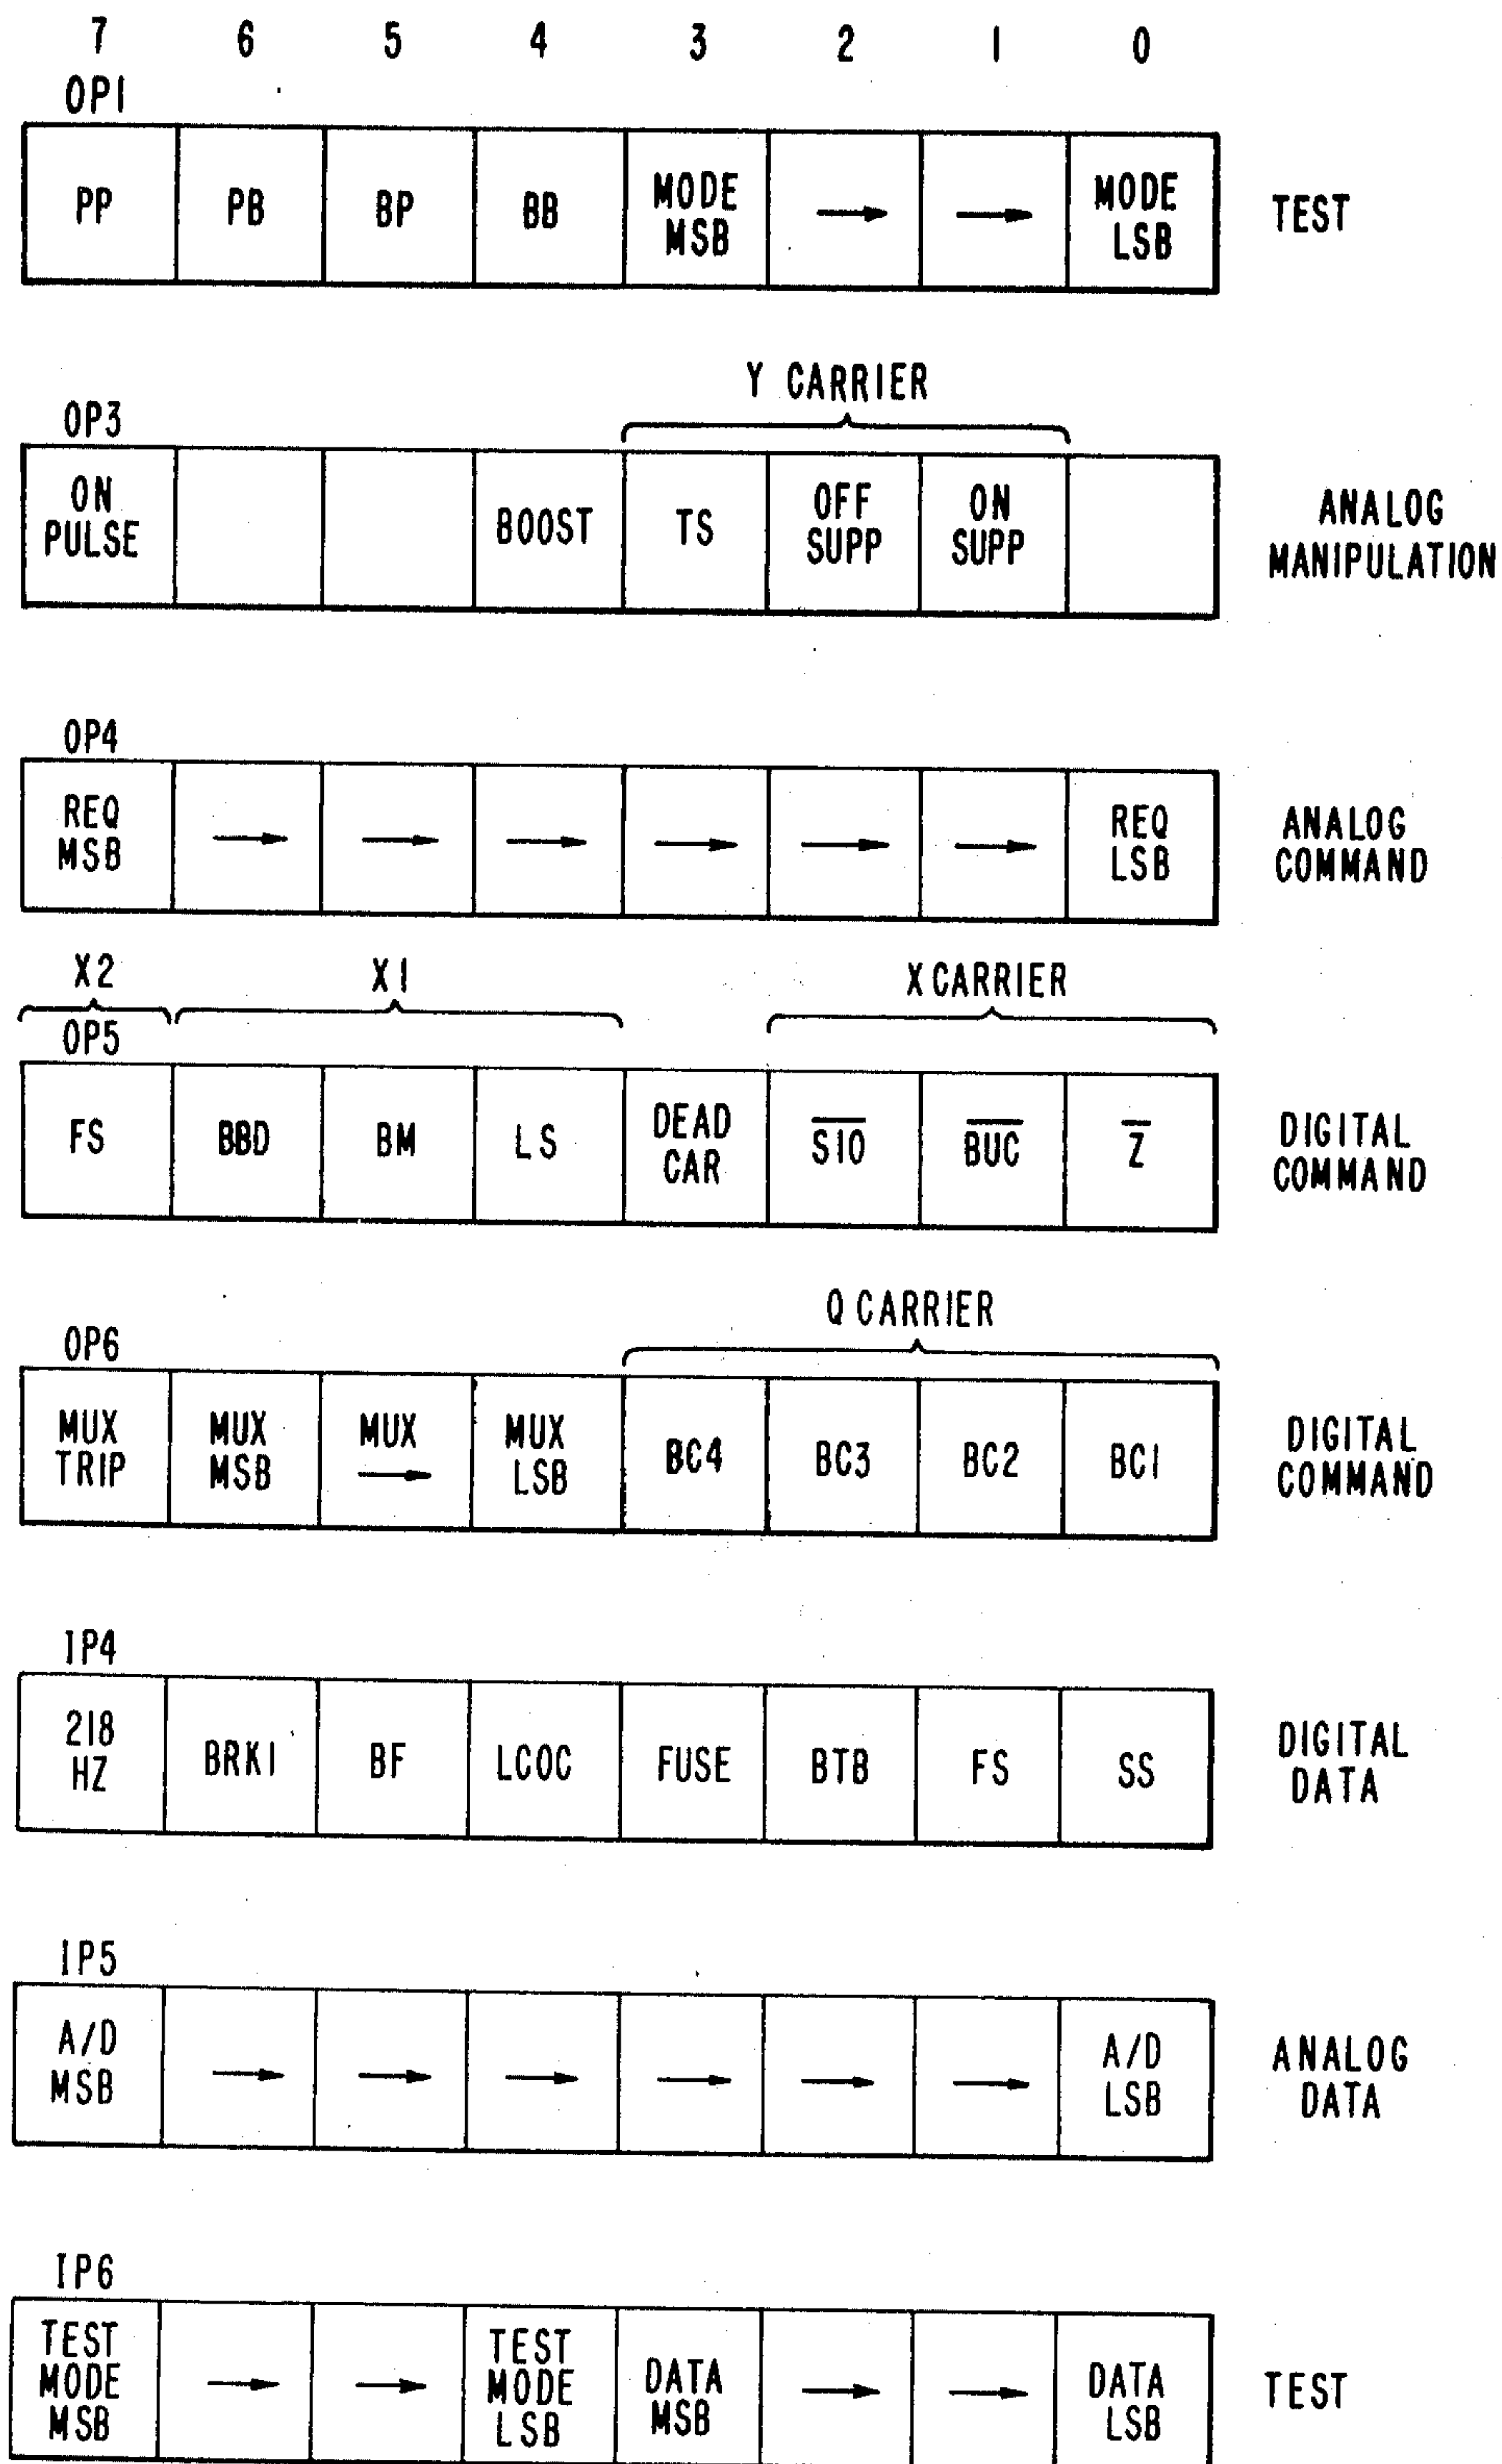 7 6 5 4 3 2 1 0
OP1
PP PB BP BB MODE MSB → → MODE LSB TEST
Y CARRIER
OP3
ON PULSE BOOST TS OFF SUPP ON SUPP ANALOG MANIPULATION
OP4
REQ MSB → → → → → → REQ LSB ANALOG COMMAND
X2 X1 X CARRIER
OP5
FS BBD BM LS DEAD CAR S̅I̅O̅ B̅U̅C̅ Z̅ DIGITAL COMMAND
Q CARRIER
OP6
MUX TRIP MUX MSB MUX → MUX LSB BC4 BC3 BC2 BC1 DIGITAL COMMAND
IP4
218 HZ BRK1 BF LCOC FUSE BTB FS SS DIGITAL DATA
IP5
A/D MSB → → → → → → A/D LSB ANALOG DATA
IP6
TEST MODE MSB → → TEST MODE LSB DATA MSB → → DATA LSB TEST